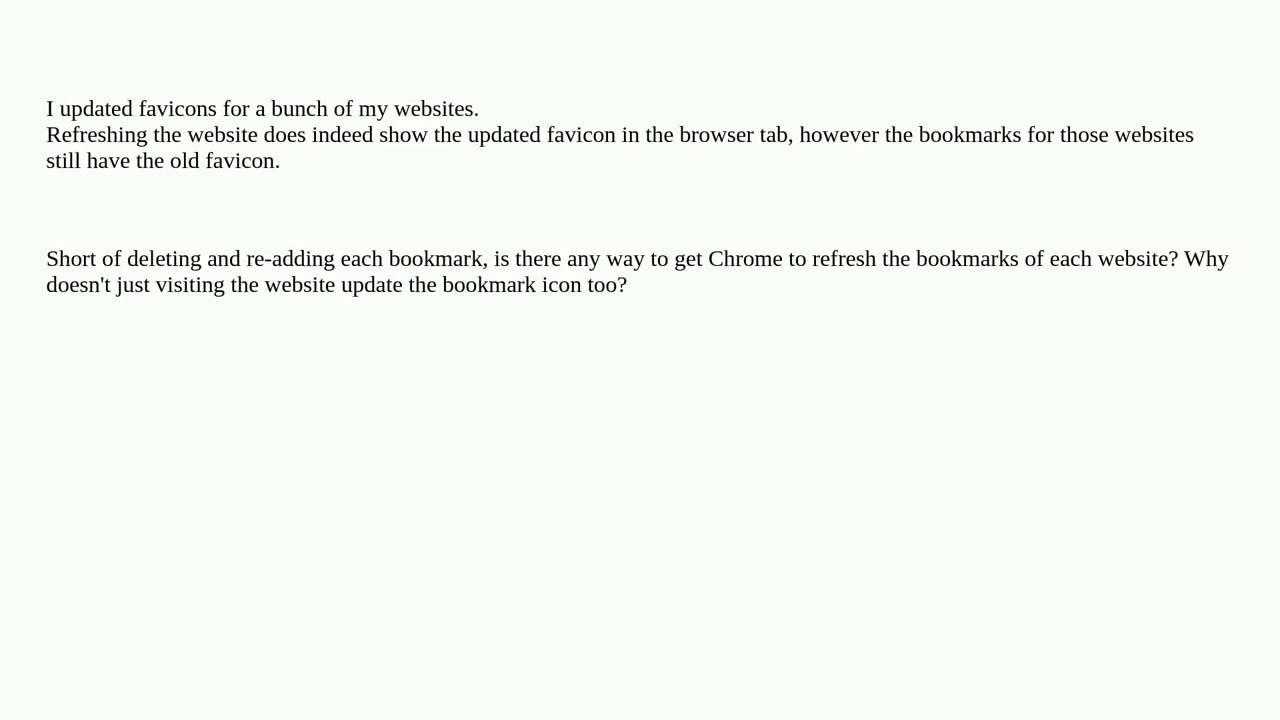 I updated favicons for a bunch of my websites.
Refreshing the website does indeed show the updated favicon in the browser tab, however the bookmarks for those websites
still have the old favicon.
Short of deleting and re-adding each bookmark, is there any way to get Chrome to refresh the bookmarks of each website? Why
doesn't just visiting the website update the bookmark icon too?